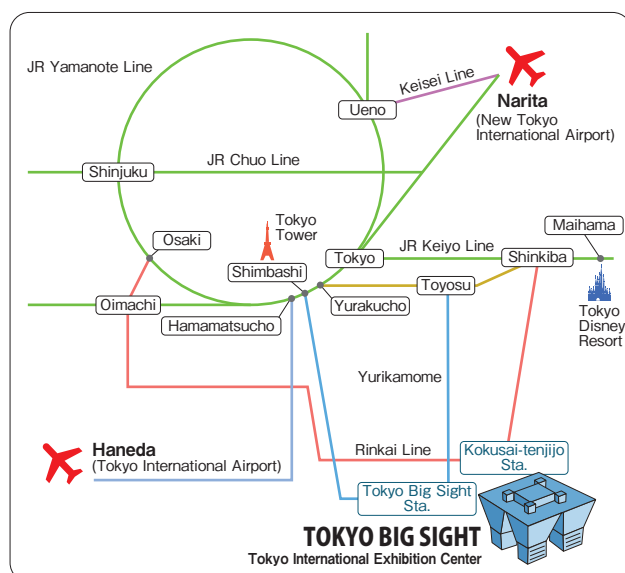 JR Yamanote Line
Keisei Line
Ueno
Narita
(New Tokyo
International Airport)
JR Chuo Line
Shinjuku
Tokyo
Tower
Osaki
Maihama
Tokyo
JR Keiyo Line
Shinkiba
Shimbashi
Toyosu
Oimachi
Yurakucho
Hamamatsucho
Tokyo
Disney
Resort
Yurikamome
Haneda
(Tokyo International Airport)
Rinkai Line
Kokusai-tenjijo
Sta.
Tokyo Big Sight
Sta.
TOKYO BIG SIGHT
Tokyo International Exhibition Center